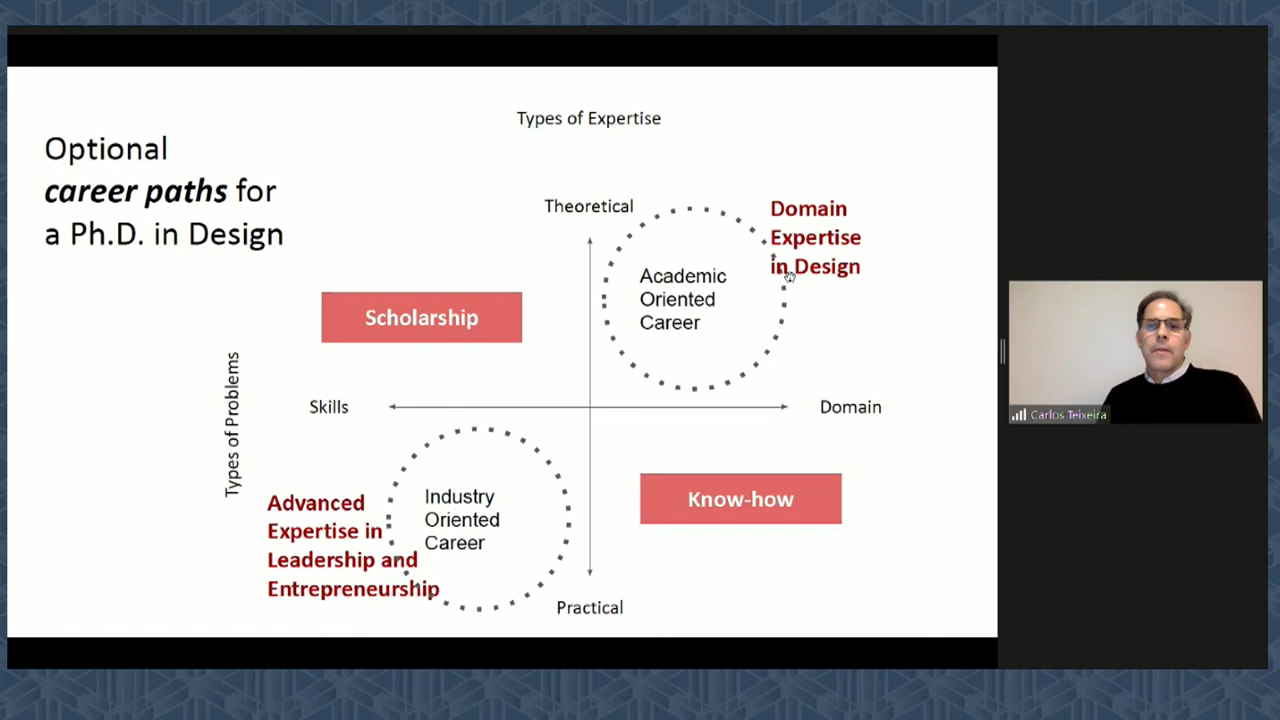 Types of Expertise
Optional
career paths for
a Ph.D. in Design
Theoretical
Domain
Expertise
in Design
Academic
Oriented
Career
Scholarship
Types of Problems
Skills
Domain
Carlos Teixeira
Advanced
Expertise in
Leadership and
Entrepreneurship
Industry
Oriented
Career
Know-how
Practical